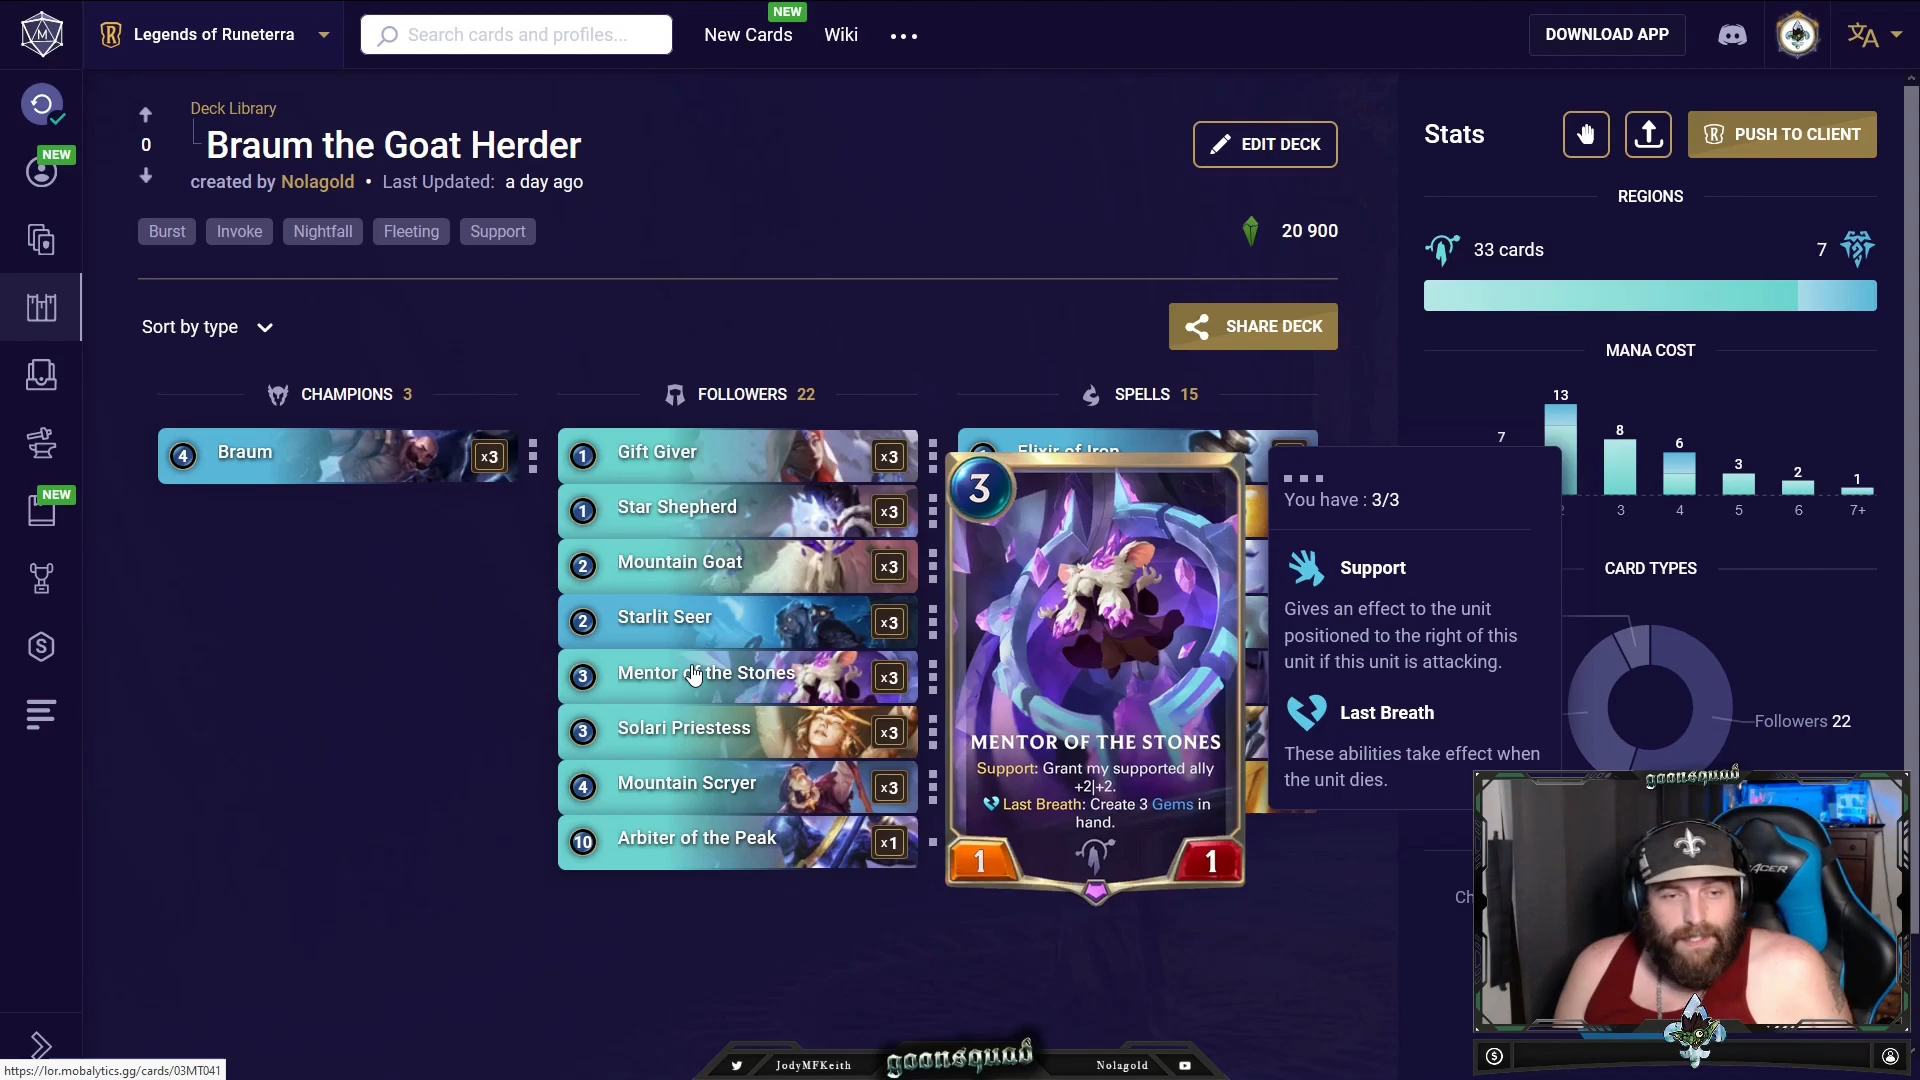 Legends of Runeterra
Search cards and profiles...
NEW
New Cards
Wiki
DOWNLOAD APP
NEW
NEW
Deck Library
0
Braum the Goat Herder
created by Nolagold • Last Updated: a day ago
EDIT DECK
Burst
Invoke
Nightfall
Fleeting
Support
20 900
Sort by type
SHARE DECK
CHAMPIONS 3
4 Braum x3
FOLLOWERS 22
1 Gift Giver x3
1 Star Shepherd x3
2 Mountain Goat x3
2 Starlit Seer x3
3 Mentor of the Stones x3
3 Solari Priestess x3
4 Mountain Scryer x3
10 Arbiter of the Peak x1
SPELLS 15
Elixir of Iron
3
MENTOR OF THE STONES
Support: Grant my supported ally
+2|+2.
Last Breath: Create 3 Gems in
hand.
1
1
You have : 3/3
Support
Gives an effect to the unit
positioned to the right of this
unit if this unit is attacking.
Last Breath
These abilities take effect when
the unit dies.
Stats
PUSH TO CLIENT
REGIONS
33 cards
7
MANA COST
7
13
8
6
3
2
1
2
3
4
5
6
7+
CARD TYPES
Followers 22
Ch
goonsquad
ACER
JodyMFKeith
goonsquad
Nolagold
https://lor.mobalytics.gg/cards/03MT041